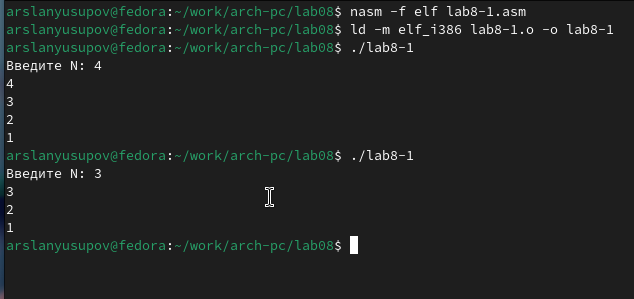 arslanyusupov@fedora:~/work/arch-pc/lab08$ nasm -f elf lab8-1.asm
arslanyusupov@fedora:~/work/arch-pc/lab08$ ld -m elf_i386 lab8-1.o -o lab8-1
arslanyusupov@fedora:~/work/arch-pc/lab08$ ./lab8-1
Введите N: 4
4
3
2
1
arslanyusupov@fedora:~/work/arch-pc/lab08$ ./lab8-1
Введите N: 3
3
2
1
arslanyusupov@fedora:~/work/arch-pc/lab08$